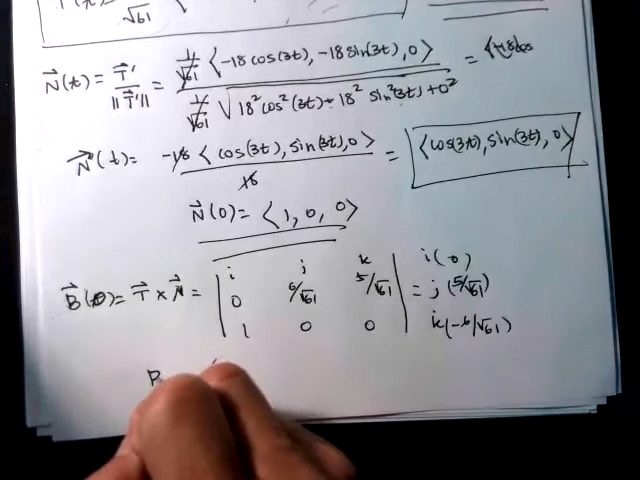 √61
N⃗(t) = T⃗' / ||T⃗'|| = 1/√61 ⟨-18 cos(3t), -18 sin(3t), 0⟩ / 1/√61 √18² cos²(3t) + 18² sin²(3t) + 0² = ⟨-18cos
N⃗(t) = -18 ⟨cos(3t), sin(3t), 0⟩ / 18 = ⟨cos(3t), sin(3t), 0⟩
N⃗(0) = ⟨1, 0, 0⟩
i j k i(0)
B⃗(0) = T⃗ × N⃗ = | 0 6/√61 5/√61 | = j(5/√61)
1 0 0 k(-6/√61)
B